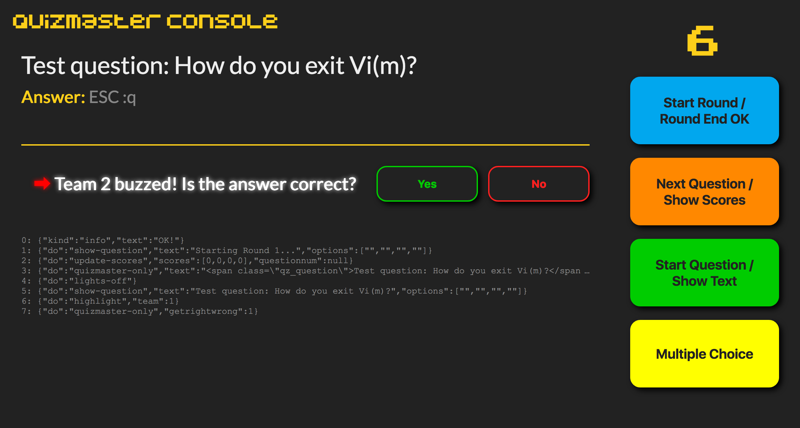 QUIZMASTER CONSOLE
6
Test question: How do you exit Vi(m)?
Answer: ESC :q
➡ Team 2 buzzed! Is the answer correct?
Yes
No
0: {"kind":"info","text":"OK!"}
1: {"do":"show-question","text":"Starting Round 1...","options":["","","",""]}
2: {"do":"update-scores","scores":[0,0,0,0],"questionnum":null}
3: {"do":"quizmaster-only","text":"<span class=\"qz_question\">Test question: How do you exit Vi(m)?</span …
4: {"do":"lights-off"}
5: {"do":"show-question","text":"Test question: How do you exit Vi(m)?","options":["","","",""]}
6: {"do":"highlight","team":1}
7: {"do":"quizmaster-only","getrightwrong":1}
Start Round /
Round End OK
Next Question /
Show Scores
Start Question /
Show Text
Multiple Choice